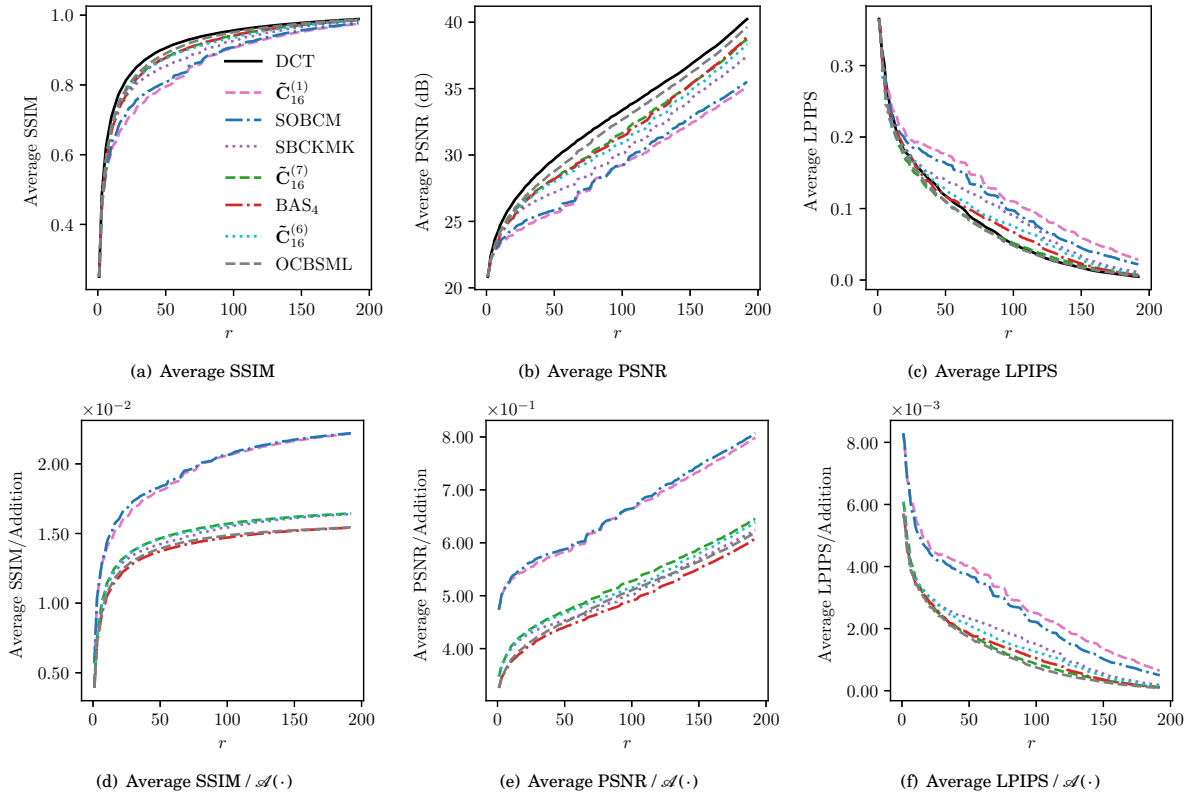 1.0
0.8
0.6
0.4
Average SSIM
DCT
C̃₁₆⁽¹⁾
SOBCM
SBCKMK
C̃₁₆⁽⁷⁾
BAS₄
C̃₁₆⁽⁶⁾
OCBSML
0 50 100 150 200
r
(a) Average SSIM
40
35
30
25
20
Average PSNR (dB)
0 50 100 150 200
r
(b) Average PSNR
0.3
0.2
0.1
0.0
Average LPIPS
0 50 100 150 200
r
(c) Average LPIPS
×10⁻²
2.00
1.50
1.00
0.50
Average SSIM/Addition
0 50 100 150 200
r
(d) Average SSIM / 𝒜(·)
×10⁻¹
8.00
7.00
6.00
5.00
4.00
Average PSNR/Addition
0 50 100 150 200
r
(e) Average PSNR / 𝒜(·)
×10⁻³
8.00
6.00
4.00
2.00
0.00
Average LPIPS/Addition
0 50 100 150 200
r
(f) Average LPIPS / 𝒜(·)